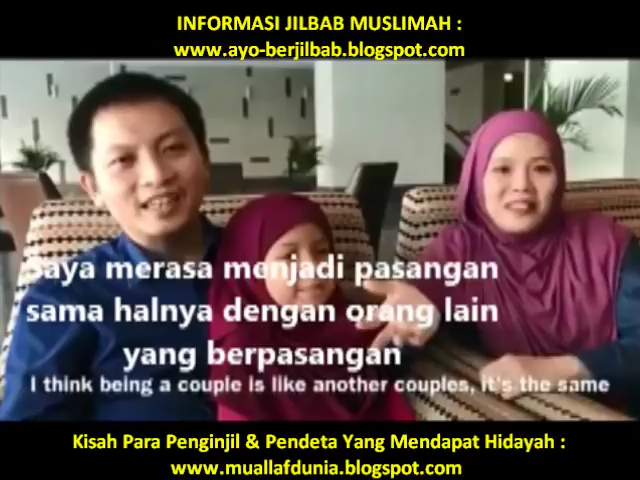 INFORMASI JILBAB MUSLIMAH :
www.ayo-berjilbab.blogspot.com
Saya merasa menjadi pasangan
sama halnya dengan orang lain
yang berpasangan
I think being a couple is like another couples, it's the same
Kisah Para Penginjil & Pendeta Yang Mendapat Hidayah :
www.muallafdunia.blogspot.com